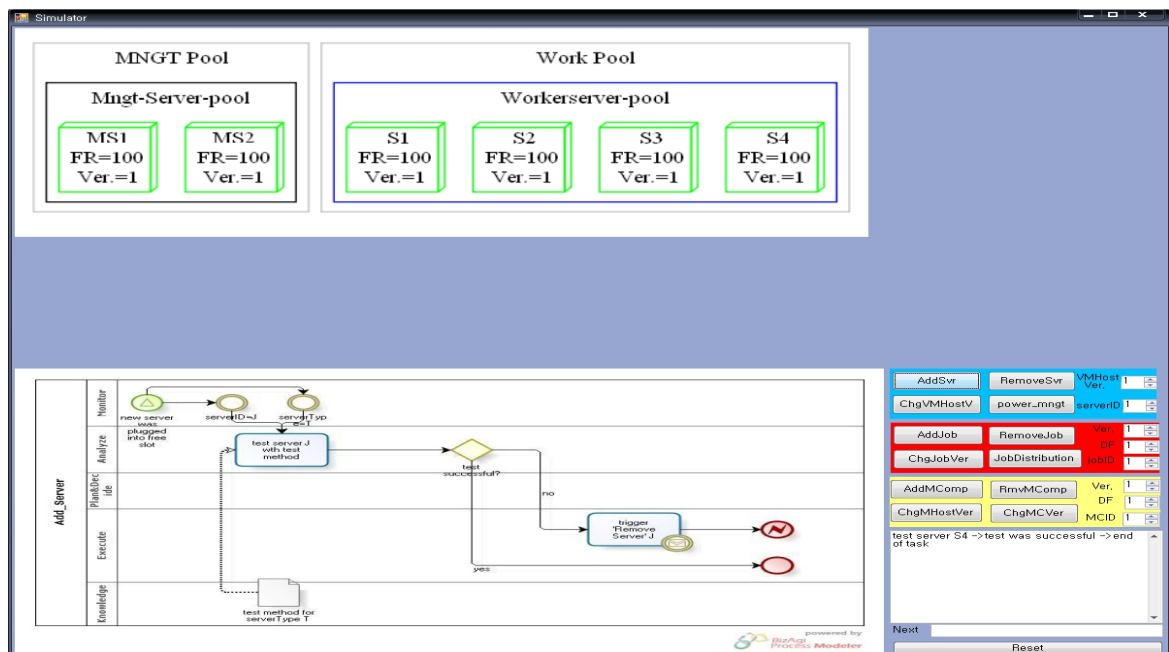 Simulator
MNGT Pool
Work Pool
Mngt-Server-pool
Workerserver-pool
MS1
FR=100
Ver.=1
MS2
FR=100
Ver.=1
S1
FR=100
Ver.=1
S2
FR=100
Ver.=1
S3
FR=100
Ver.=1
S4
FR=100
Ver.=1
Add_Server
Monitor
new server
was
plugged
into free
slot
serverID=J
serverTyp
e=T
Analyze
test server J
wth test
method
test
successful?
Plan&Dec
ide
no
Execute
trigger
'Remove
Server' J
yes
Knowledge
test method for
serverType T
powered by
BizAgi
Process Modeler
AddSvr
RemoveSvr
VMHost
Ver.
1
ChgVMHostV
power_mngt
serverID
1
AddJob
RemoveJob
Ver.
1
DF
1
ChgJobVer
JobDistribution
JobID
1
AddMComp
RmvMComp
Ver.
1
DF
1
ChgMHostVer
ChgMCVer
MCID
1
test server S4 ->test was successful ->end
of task
Next
Reset